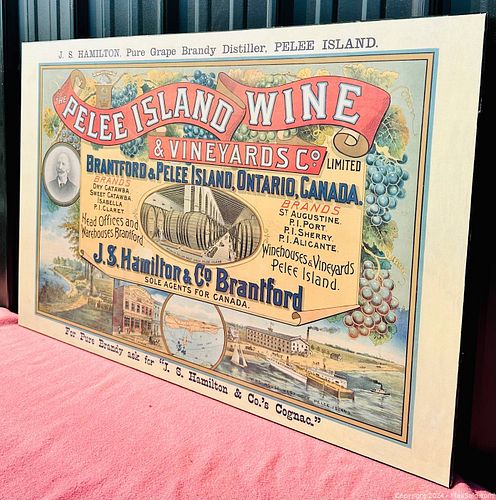 J. S. HAMILTON, Pure Grape Brandy Distiller, PELEE ISLAND.
THE PELEE ISLAND WINE
& VINEYARDS Co.
LIMITED
BRANTFORD & PELEE ISLAND, ONTARIO, CANADA.
BRANDS
DRY CATAWBA
SWEET CATAWBA
ISABELLA
P.I. CLARET
Head Offices and
Warehouses Brantford
BRANDS
ST AUGUSTINE.
P.I. PORT
P.I. SHERRY
P.I. ALICANTE.
Winehouses & Vineyards
Pelee Island.
J.S. Hamilton & Co. Brantford
SOLE AGENTS FOR CANADA.
For Pure Brandy ask for "J. S. Hamilton & Co.'s Cognac."